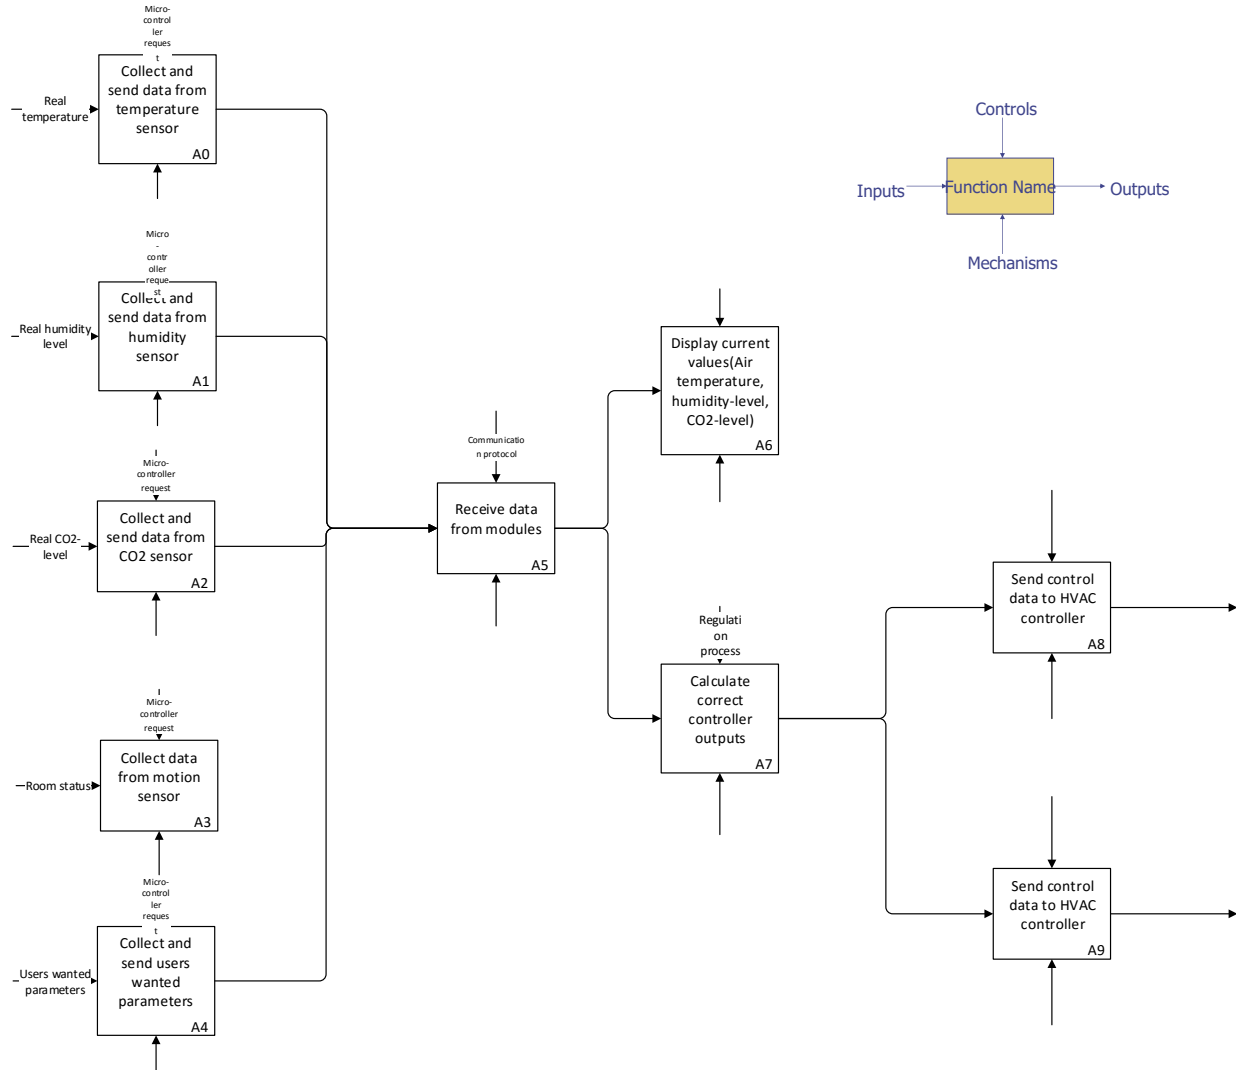 Micro-
control
ler
reques
t
Collect and
send data from
temperature
sensor
A0
Real
temperature
Controls
Inputs
Function Name
Outputs
Mechanisms
Micro
-
contr
oller
reque
st
Collect and
send data from
humidity
sensor
A1
Real humidity
level
Display current
values(Air
temperature,
humidity-level,
CO2-level)
A6
Communicatio
n protocol
Receive data
from modules
A5
Micro-
controller
request
Collect and
send data from
CO2 sensor
A2
Real CO2-
level
Send control
data to HVAC
controller
A8
Regulati
on
process
Calculate
correct
controller
outputs
A7
Micro-
controller
request
Collect data
from motion
sensor
A3
Room status
Micro-
control
ler
reques
t
Collect and
send users
wanted
parameters
A4
Users wanted
parameters
Send control
data to HVAC
controller
A9